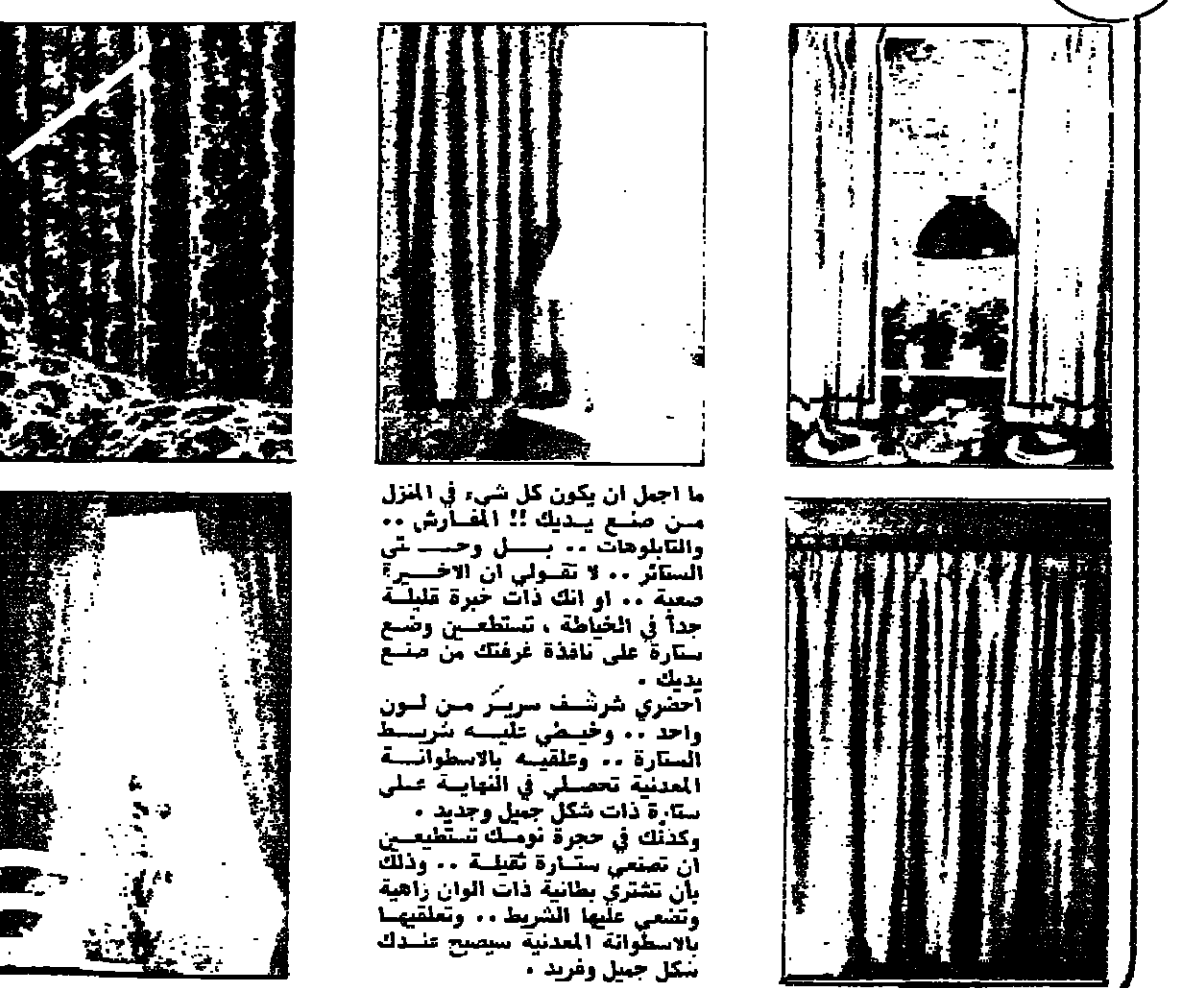 ما اجمل ان يكون كل شيء في المنزل
من صنع يديك !! المفارش ..
والتابلوهات .. بل وحتى
الستائر .. لا تقولي ان الاخيرة
صعبة .. او انك ذات خبرة قليلة
جداً في الخياطة ، تستطعين وضع
ستارة على نافذة غرفتك من صنع
يديك .
احضري شرشف سرير من لون
واحد .. وخيطي عليه شريط
الستارة .. وعلقيه بالاسطوانة
المعدنية تحصلي في النهاية على
ستارة ذات شكل جميل وجديد .
وكذلك في حجرة نومك تستطيعين
ان تصنعي ستارة ثقيلة .. وذلك
بأن تشتري بطانية ذات الوان زاهية
وتضعي عليها الشريط .. وتعلقيها
بالاسطوانة المعدنية سيصبح عندك
شكل جميل وفريد .